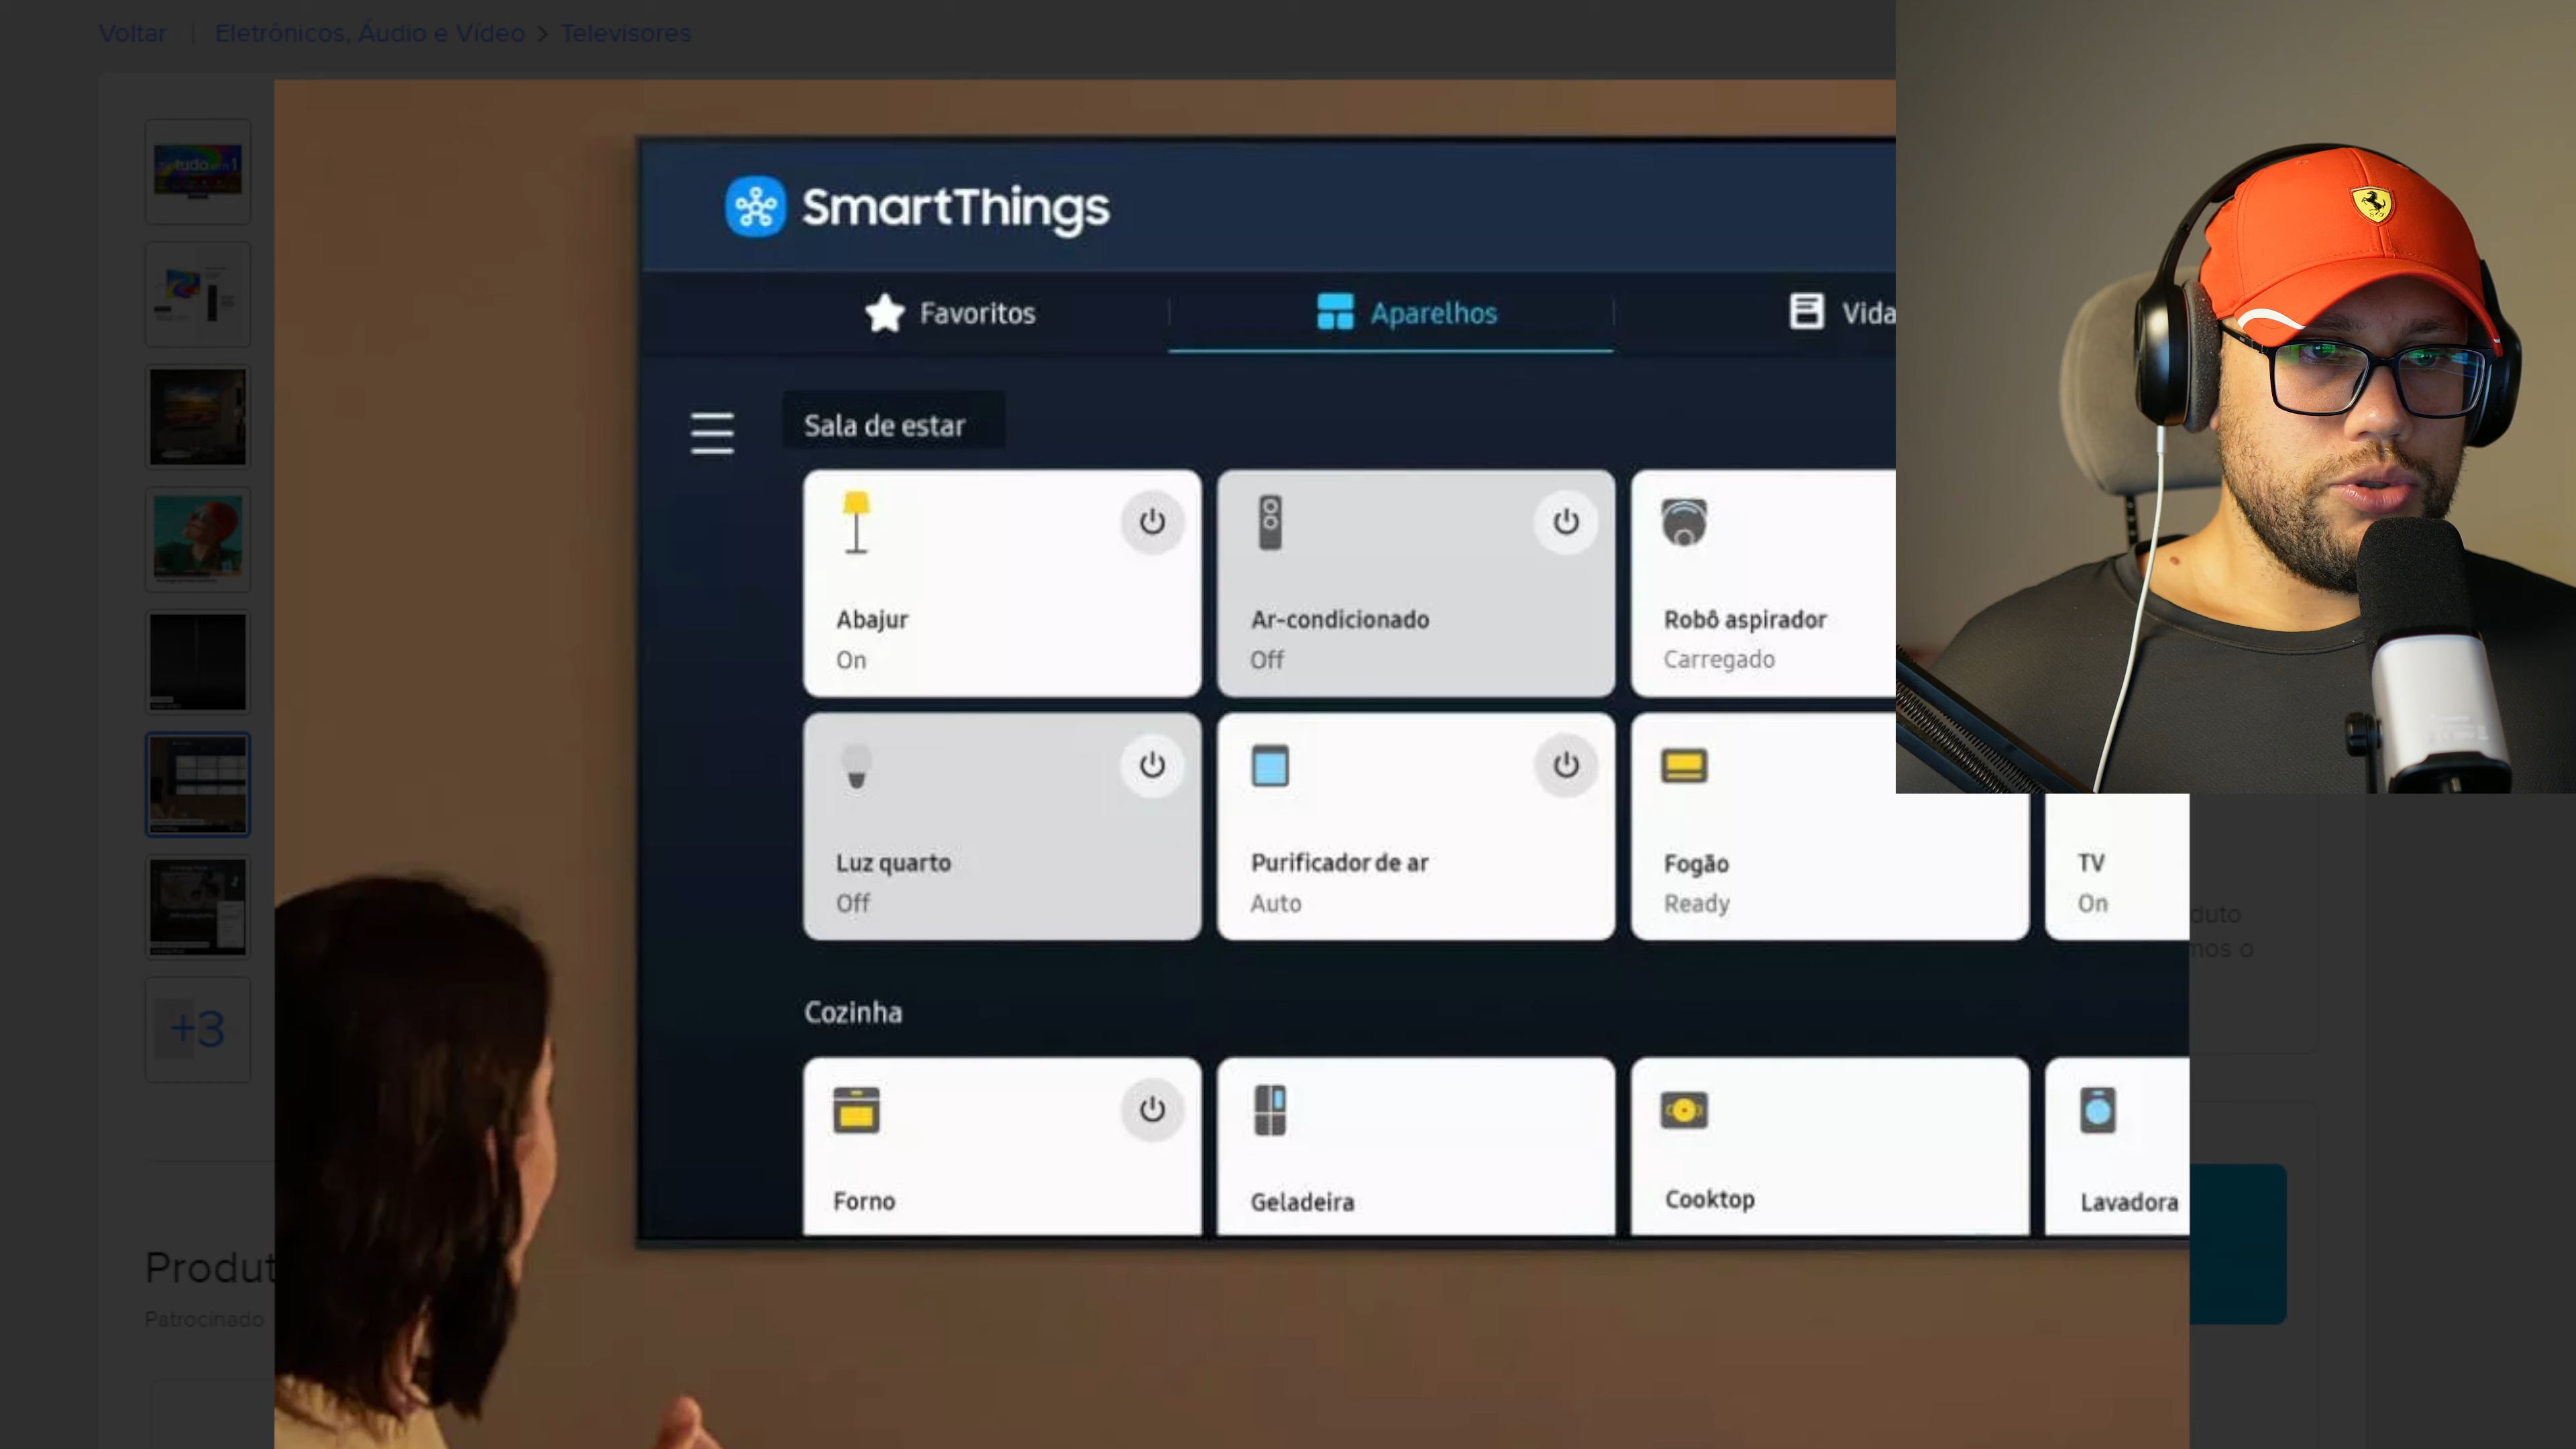 Voltar | Eletrônicos, Áudio e Vídeo > Televisores
tudo em 1
SmartThings
Favoritos
Aparelhos
Vida
Sala de estar
Abajur
On
Ar-condicionado
Off
Robô aspirador
Carregado
Luz quarto
Off
Purificador de ar
Auto
Fogão
Ready
TV
On
Cozinha
Forno
Geladeira
Cooktop
Lavadora
+3
duto
mos o
Produt
Patrocinado